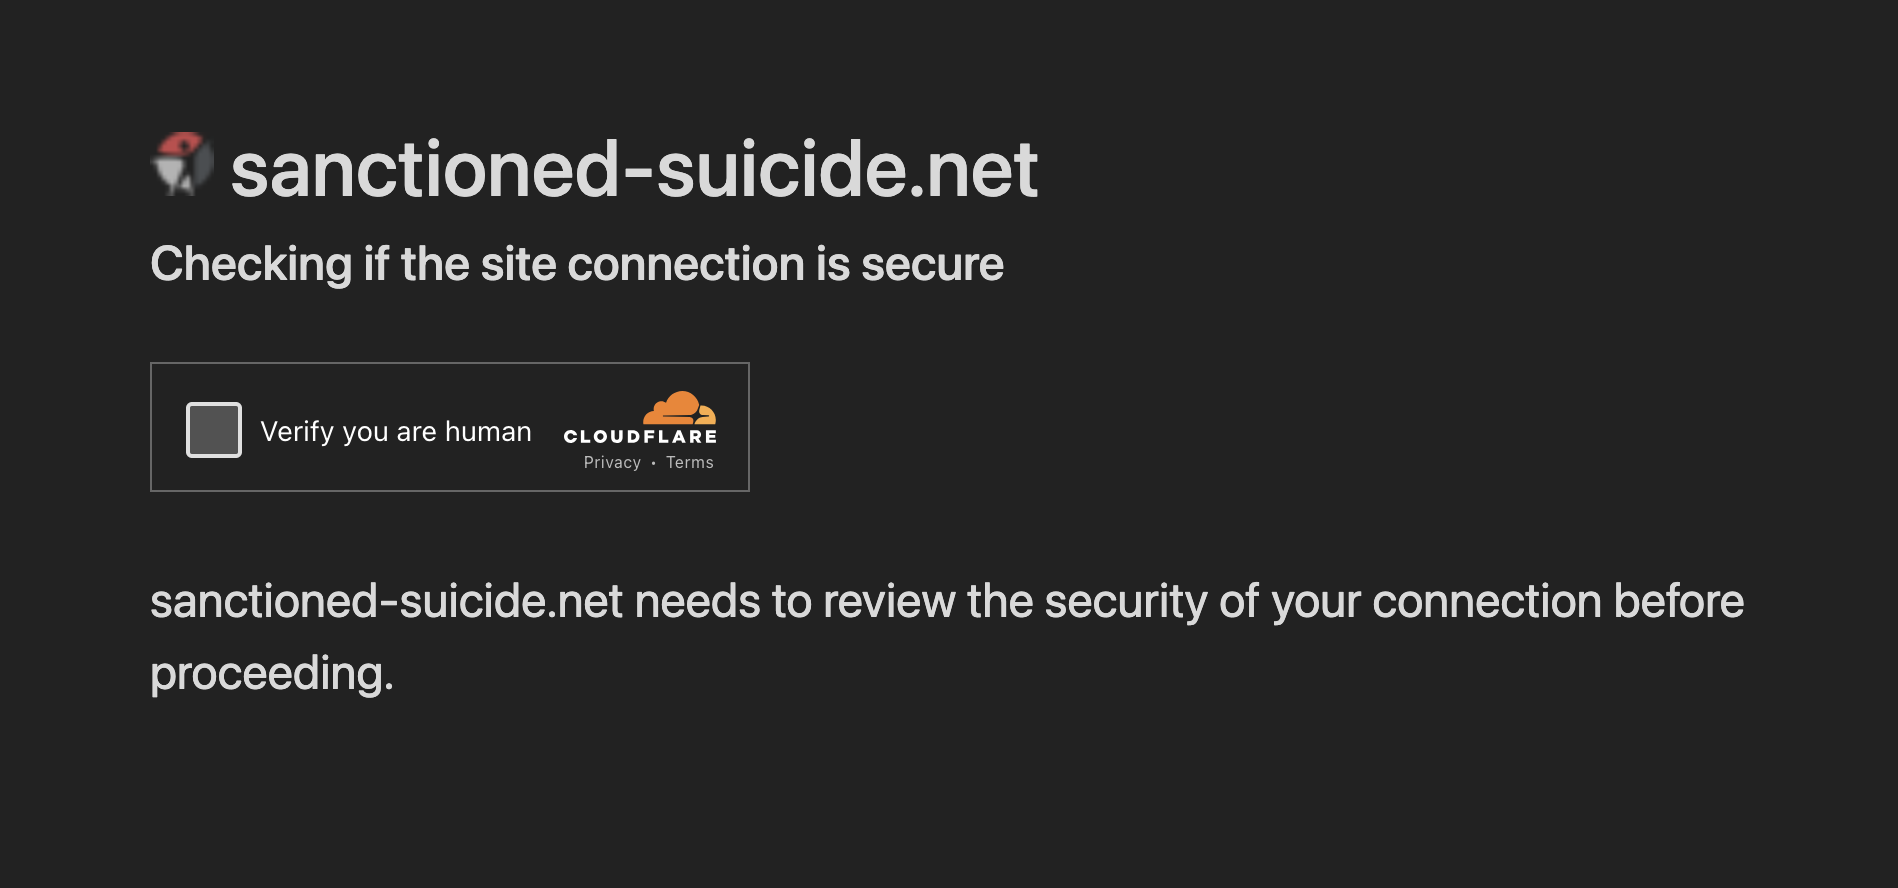 sanctioned-suicide.net
Checking if the site connection is secure
Verify you are human
CLOUDFLARE
Privacy • Terms
sanctioned-suicide.net needs to review the security of your connection before
proceeding.